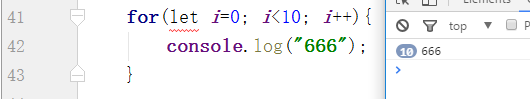 Elements
top
41 for(let i=0; i<10; i++){
10 666
42 console.log("666");
43 }